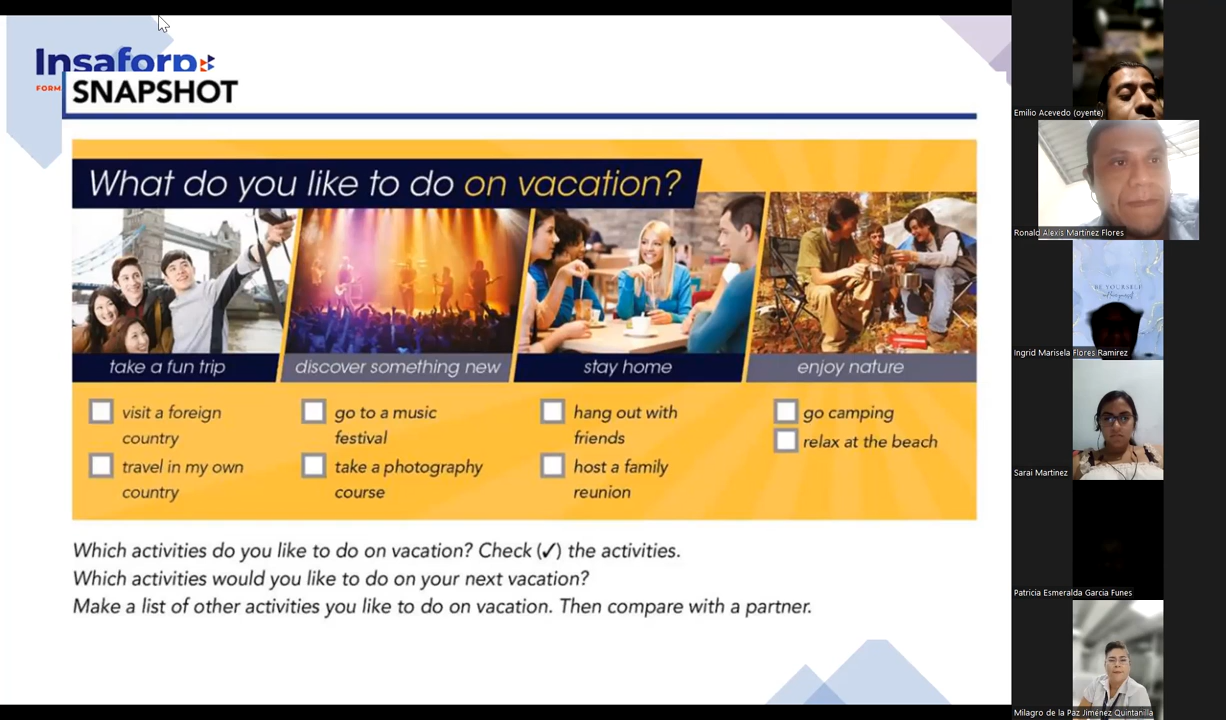 Insaforp
FORM
SNAPSHOT
What do you like to do on vacation?
take a fun trip
discover something new
stay home
enjoy nature
visit a foreign
country
travel in my own
country
go to a music
festival
take a photography
course
hang out with
friends
host a family
reunion
go camping
relax at the beach
Which activities do you like to do on vacation? Check (✓) the activities.
Which activities would you like to do on your next vacation?
Make a list of other activities you like to do on vacation. Then compare with a partner.
Emilio Acevedo (oyente)
Ronald Alexis Martínez Flores
BE YOURSELF
Ingrid Marisela Flores Ramirez
Sarai Martinez
Patricia Esmeralda Garcia Funes
Milagro de la Paz Jiménez Quintanilla